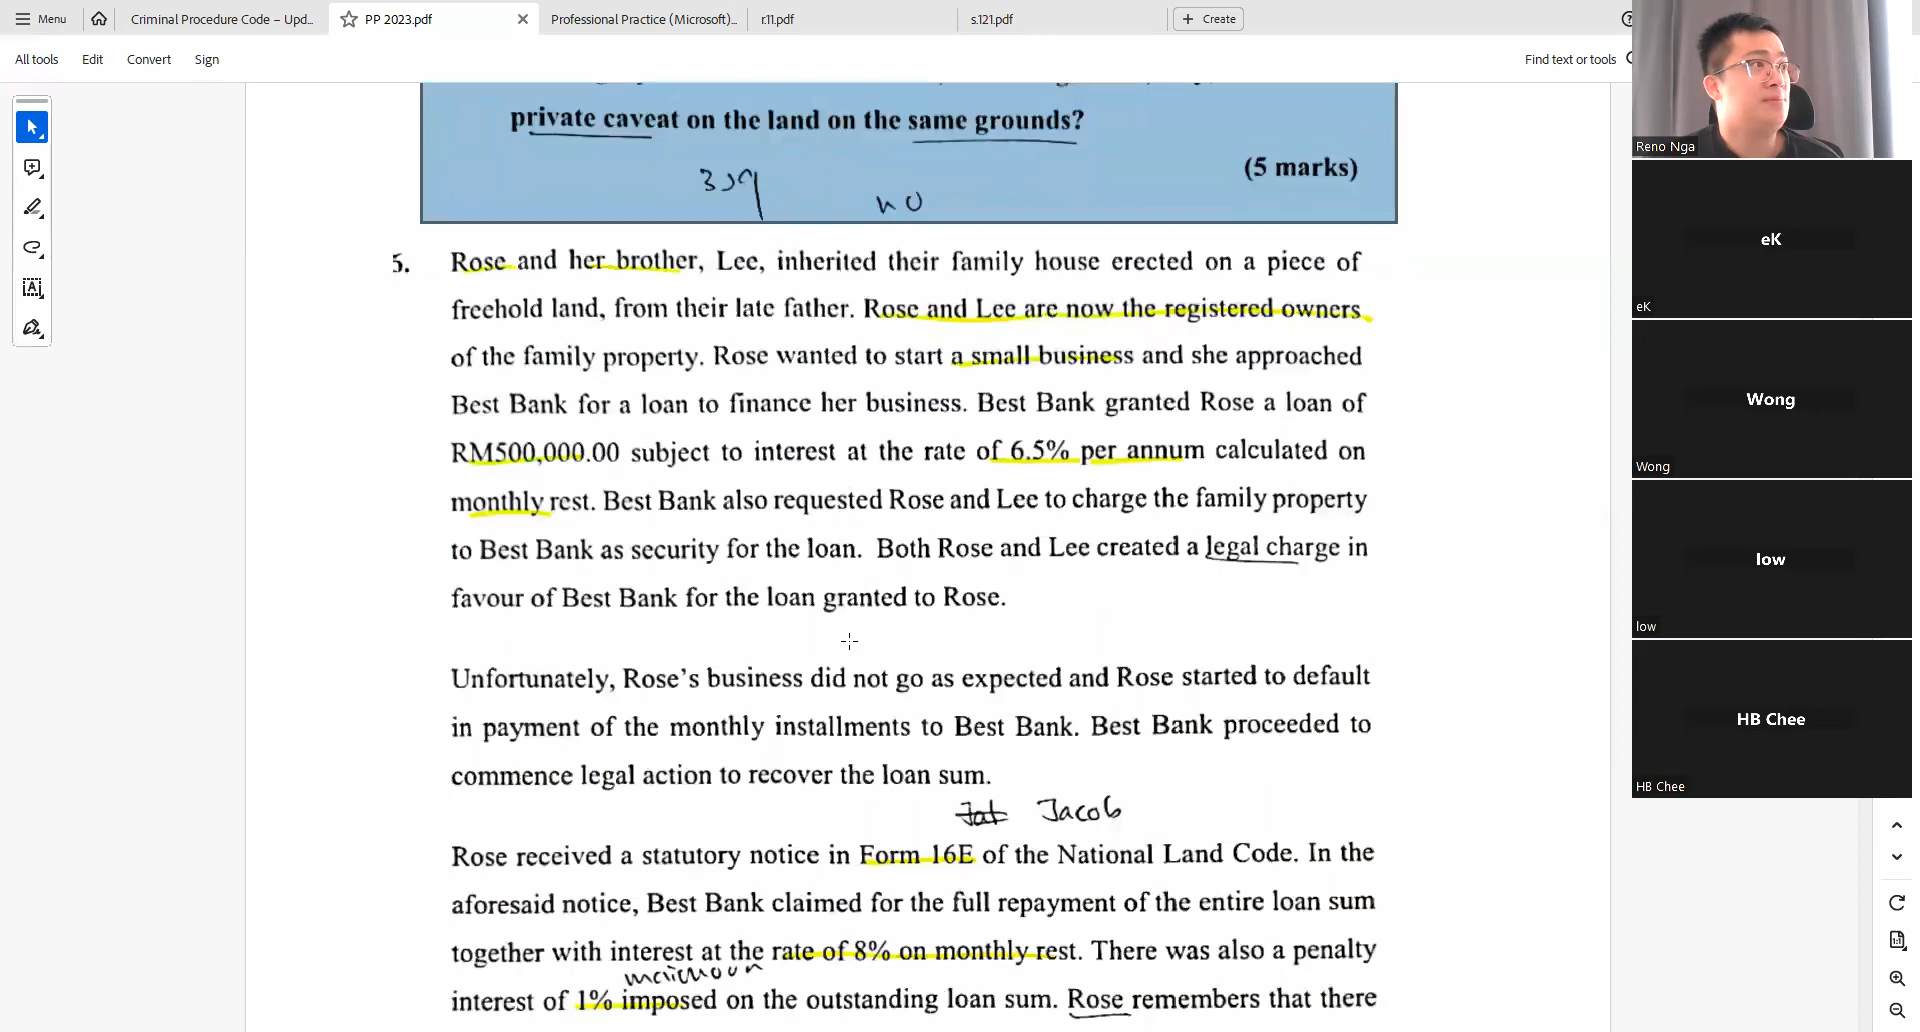 Menu
Criminal Procedure Code – Upd...
PP 2023.pdf
Professional Practice (Microsoft)...
r.11.pdf
s.121.pdf
Create
All tools
Edit
Convert
Sign
Find text or tools
private caveat on the land on the same grounds?
(5 marks)
no
5. Rose and her brother, Lee, inherited their family house erected on a piece of
freehold land, from their late father. Rose and Lee are now the registered owners
of the family property. Rose wanted to start a small business and she approached
Best Bank for a loan to finance her business. Best Bank granted Rose a loan of
RM500,000.00 subject to interest at the rate of 6.5% per annum calculated on
monthly rest. Best Bank also requested Rose and Lee to charge the family property
to Best Bank as security for the loan. Both Rose and Lee created a legal charge in
favour of Best Bank for the loan granted to Rose.
Unfortunately, Rose's business did not go as expected and Rose started to default
in payment of the monthly installments to Best Bank. Best Bank proceeded to
commence legal action to recover the loan sum.
Jacob
Rose received a statutory notice in Form 16E of the National Land Code. In the
aforesaid notice, Best Bank claimed for the full repayment of the entire loan sum
together with interest at the rate of 8% on monthly rest. There was also a penalty
interest of 1% imposed on the outstanding loan sum. Rose remembers that there
Reno Nga
eK
eK
Wong
Wong
low
low
HB Chee
HB Chee